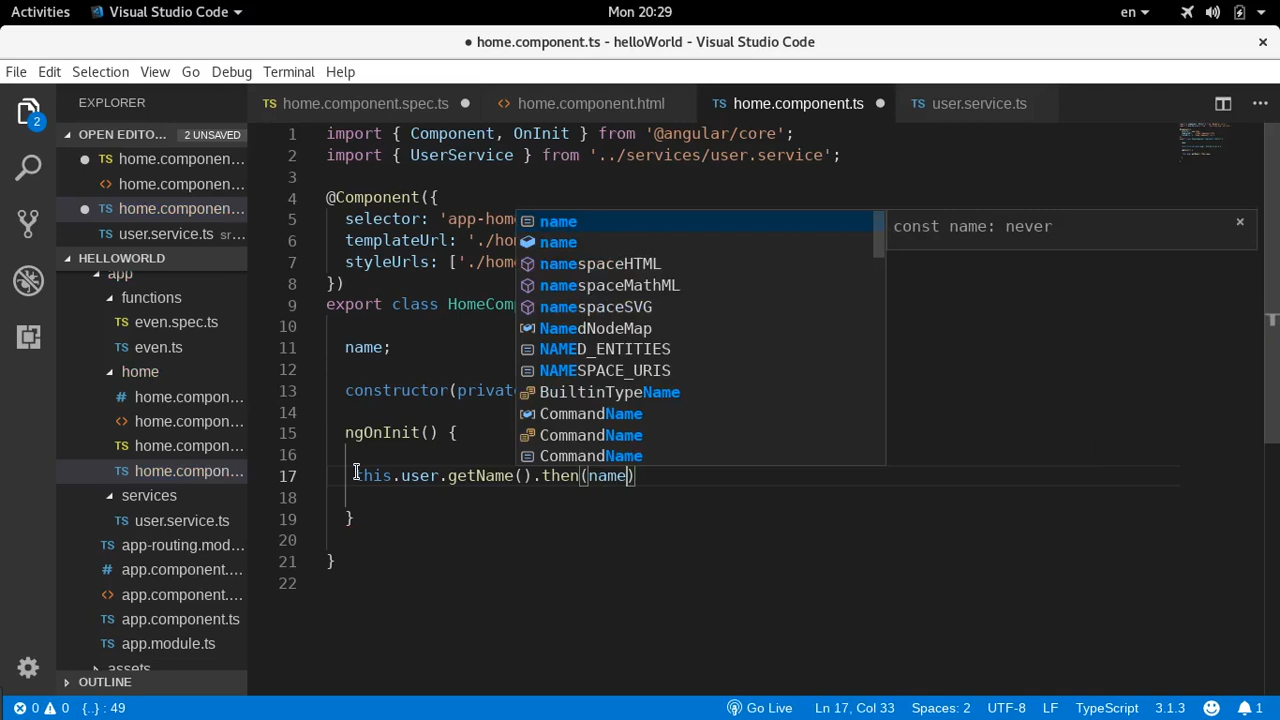 Activities Visual Studio Code Mon 20:29 en
● home.component.ts - helloWorld - Visual Studio Code
File Edit Selection View Go Debug Terminal Help
EXPLORER
home.component.spec.ts home.component.html home.component.ts user.service.ts
2
OPEN EDITO... 2 UNSAVED
home.componen...
home.componen...
home.componen...
user.service.ts sr...
HELLOWORLD
app
functions
even.spec.ts
even.ts
home
home.compon...
home.compon...
home.compon...
home.compon...
services
user.service.ts
app-routing.mod...
app.component....
app.component....
app.component.ts
app.module.ts
assets
OUTLINE
1 import { Component, OnInit } from '@angular/core';
2 import { UserService } from '../services/user.service';
3
4 @Component({
5 selector: 'app-hom
6 templateUrl: './hom
7 styleUrls: ['./home
8 })
9 export class HomeComp
10
11 name;
12
13 constructor(private
14
15 ngOnInit() {
16
17 this.user.getName().then(name)
18
19 }
20
21 }
22
name
name
namespaceHTML
namespaceMathML
namespaceSVG
NamedNodeMap
NAMED_ENTITIES
NAMESPACE_URIS
BuiltinTypeName
CommandName
CommandName
CommandName
const name: never
0 0 {..} : 49 Go Live Ln 17, Col 33 Spaces: 2 UTF-8 LF TypeScript 3.1.3 1